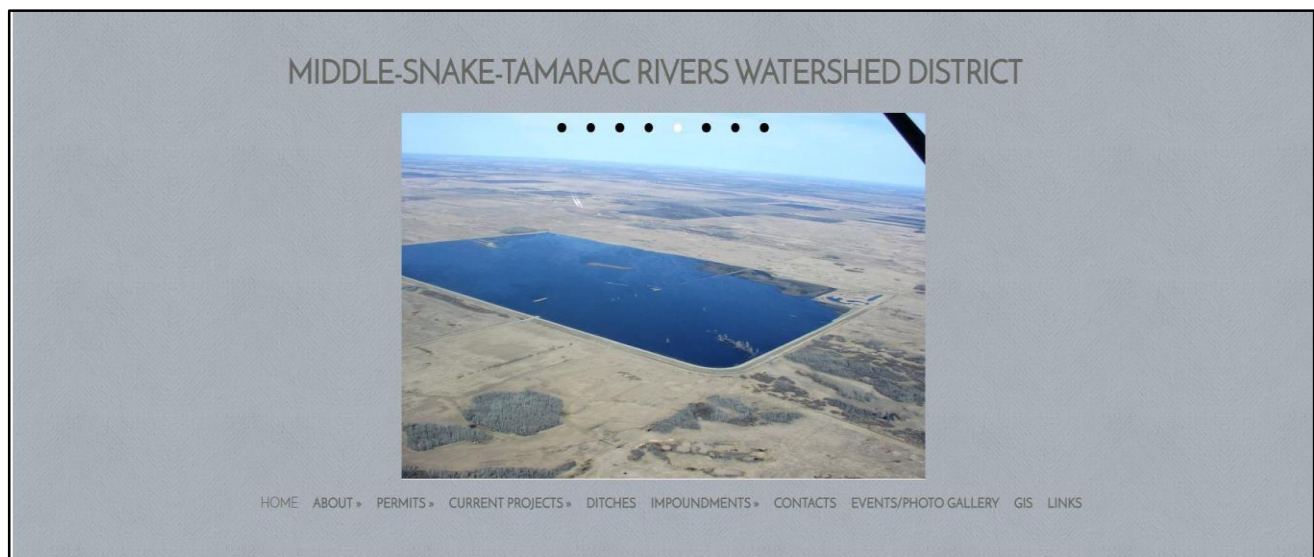 MIDDLE-SNAKE-TAMARAC RIVERS WATERSHED DISTRICT
HOME ABOUT » PERMITS » CURRENT PROJECTS » DITCHES IMPOUNDMENTS » CONTACTS EVENTS/PHOTO GALLERY GIS LINKS